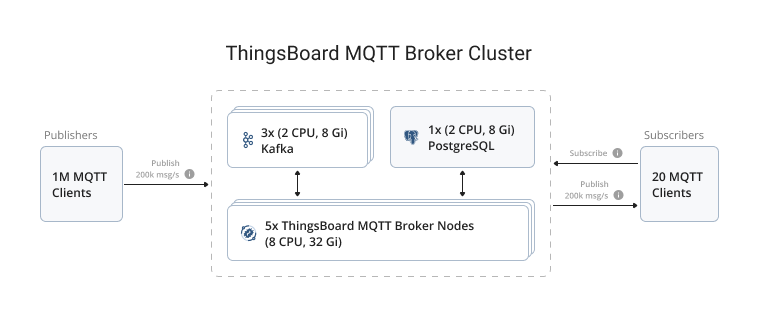 ThingsBoard MQTT Broker Cluster
Publishers
1M MQTT
Clients
Publish
200k msg/s
3x (2 CPU, 8 Gi)
Kafka
1x (2 CPU, 8 Gi)
PostgreSQL
5x ThingsBoard MQTT Broker Nodes
(8 CPU, 32 Gi)
Subscribe
Publish
200k msg/s
Subscribers
20 MQTT
Clients